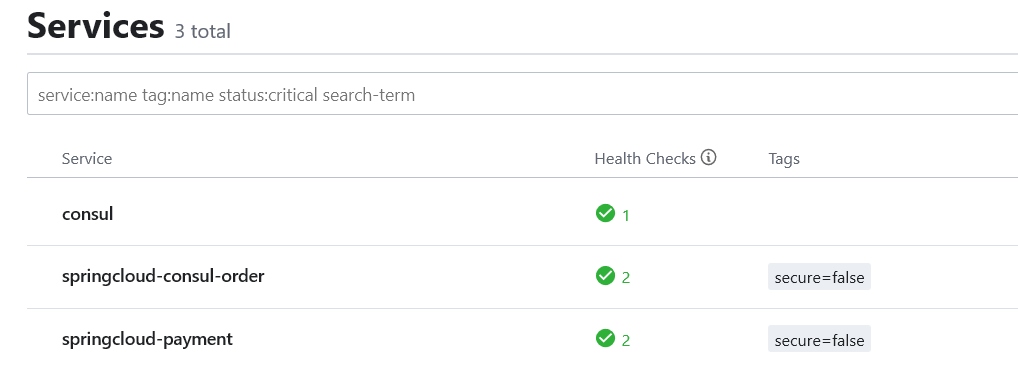 Services 3 total
service:name tag:name status:critical search-term
Service Health Checks Tags
consul 1
springcloud-consul-order 2 secure=false
springcloud-payment 2 secure=false